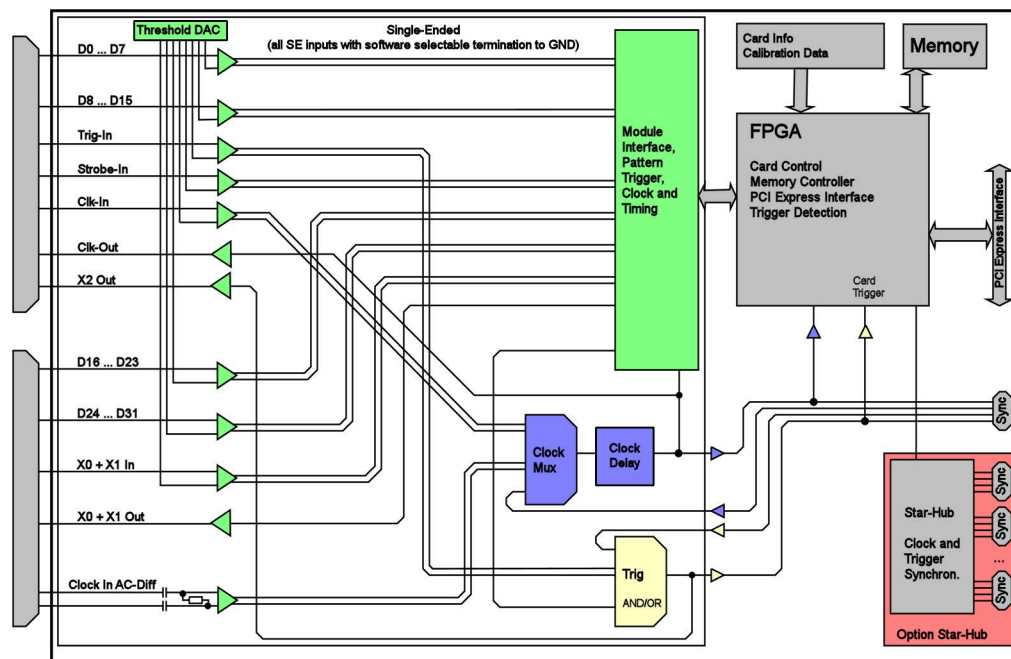 Threshold DAC
Single-Ended
(all SE inputs with software selectable termination to GND)
D0 ... D7
D8 ... D15
Trig-In
Strobe-In
Clk-In
Clk-Out
X2 Out
D16 ... D23
D24 ... D31
X0 + X1 In
X0 + X1 Out
Clock In AC-Diff
Module
Interface,
Pattern
Trigger,
Clock and
Timing
Clock
Mux
Clock
Delay
Trig
AND/OR
Card Info
Calibration Data
Memory
FPGA
Card Control
Memory Controller
PCI Express Interface
Trigger Detection
Card
Trigger
PCI Express Interface
Sync
Star-Hub
Clock and
Trigger
Synchron.
Sync
Sync
...
Sync
Option Star-Hub